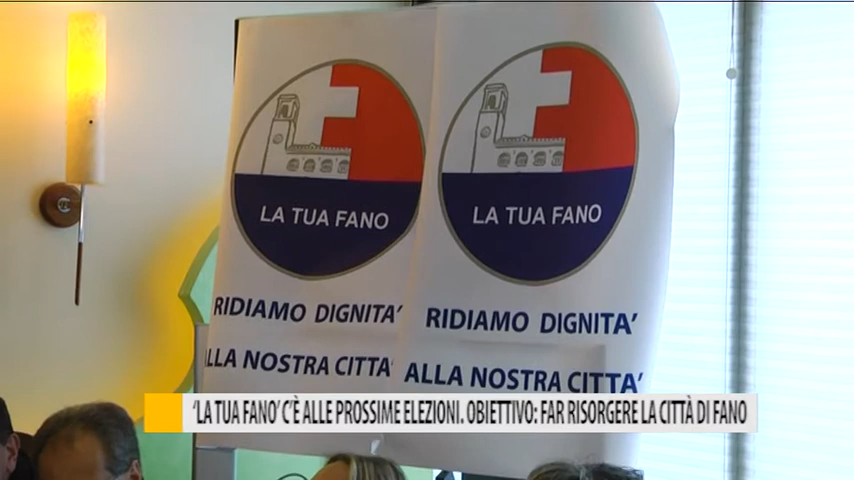 LA TUA FANO
LA TUA FANO
RIDIAMO DIGNITA'
RIDIAMO DIGNITA'
ALLA NOSTRA CITTA'
ALLA NOSTRA CITTA'
'LA TUA FANO' C'È ALLE PROSSIME ELEZIONI. OBIETTIVO: FAR RISORGERE LA CITTÀ DI FANO